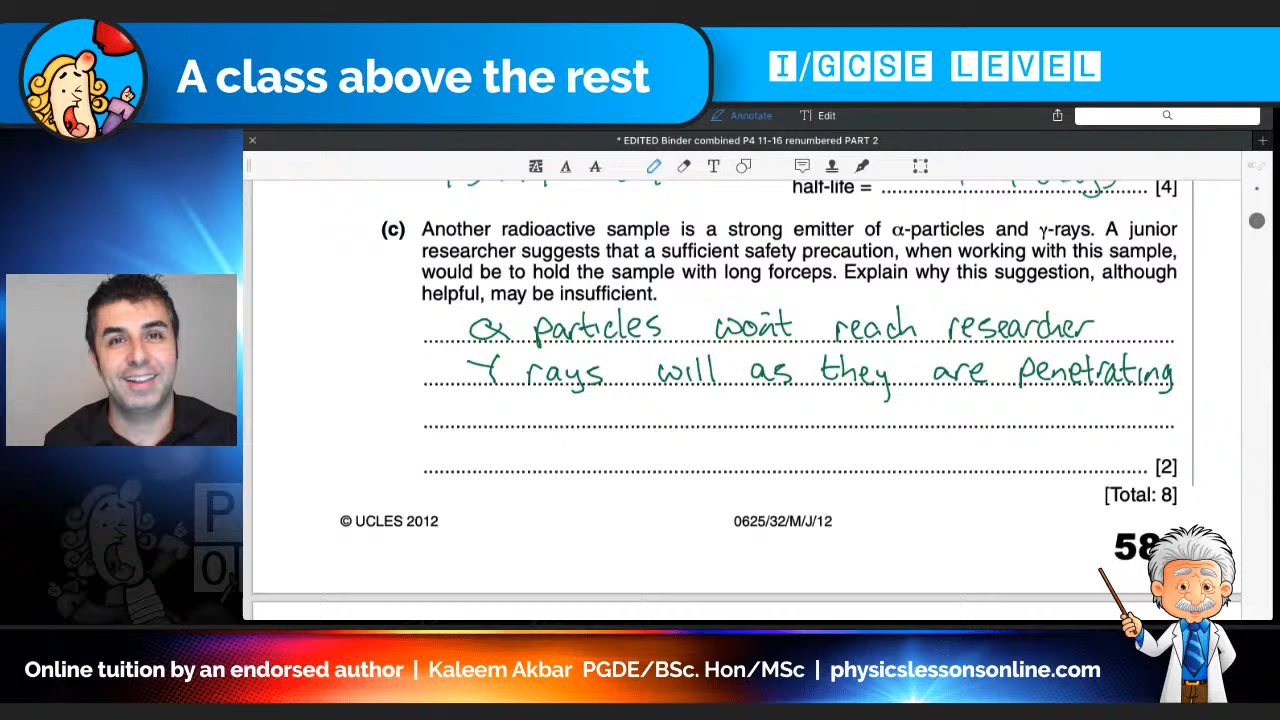 A class above the rest
I/GCSE LEVEL
Annotate
Edit
* EDITED Binder combined P4 11-16 renumbered PART 2
half-life = [4]
(c) Another radioactive sample is a strong emitter of α-particles and γ-rays. A junior
researcher suggests that a sufficient safety precaution, when working with this sample,
would be to hold the sample with long forceps. Explain why this suggestion, although
helpful, may be insufficient.
α particles won't reach researcher
γ rays will as they are penetrating
[2]
[Total: 8]
© UCLES 2012
0625/32/M/J/12
58
P
O
Online tuition by an endorsed author | Kaleem Akbar PGDE/BSc. Hon/MSc | physicslessonsonline.com